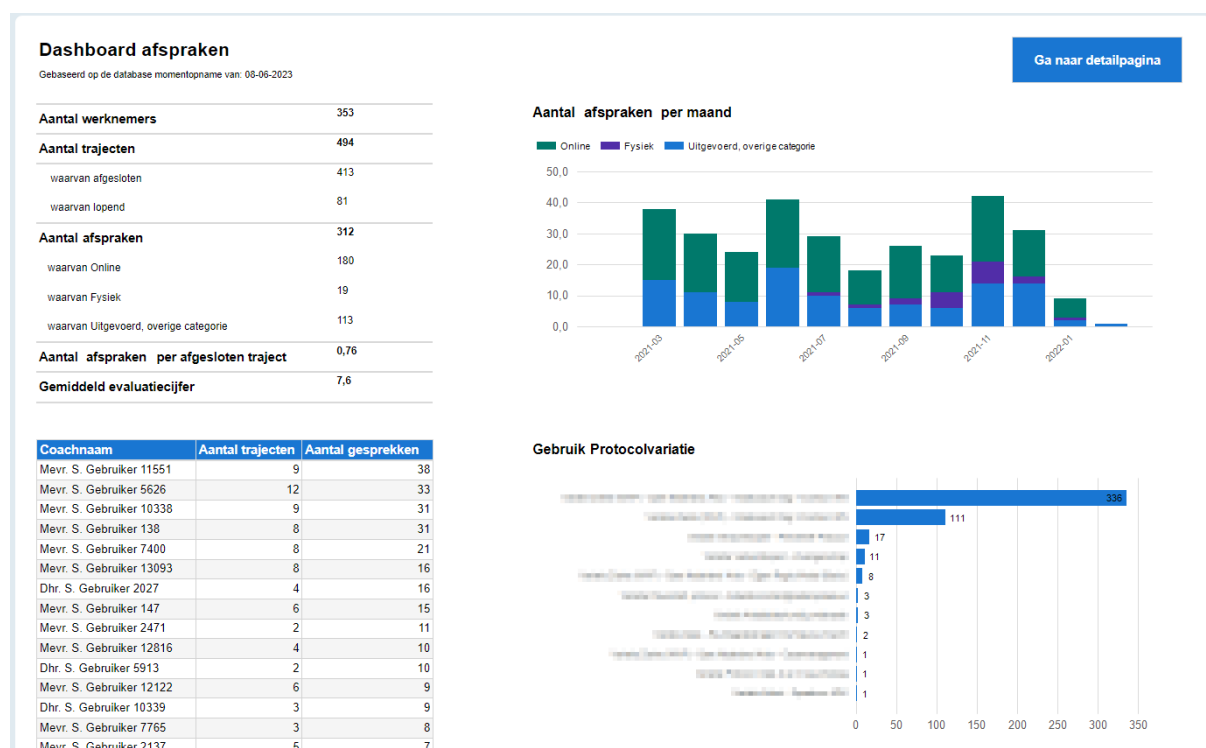 Dashboard afspraken
Gebaseerd op de database momentopname van: 08-06-2023
Ga naar detailpagina
Aantal werknemers 353
Aantal trajecten 494
waarvan afgesloten 413
waarvan lopend 81
Aantal afspraken 312
waarvan Online 180
waarvan Fysiek 19
waarvan Uitgevoerd, overige categorie 113
Aantal afspraken per afgesloten traject 0,76
Gemiddeld evaluatiecijfer 7,6
Aantal afspraken per maand
Online Fysiek Uitgevoerd, overige categorie
50,0
40,0
30,0
20,0
10,0
0,0
2021-03 2021-05 2021-07 2021-09 2021-11 2022-01
Coachnaam Aantal trajecten Aantal gesprekken
Mevr. S. Gebruiker 11551 9 38
Mevr. S. Gebruiker 5626 12 33
Mevr. S. Gebruiker 10338 9 31
Mevr. S. Gebruiker 138 8 31
Mevr. S. Gebruiker 7400 8 21
Mevr. S. Gebruiker 13093 8 16
Dhr. S. Gebruiker 2027 4 16
Mevr. S. Gebruiker 147 6 15
Mevr. S. Gebruiker 2471 2 11
Mevr. S. Gebruiker 12816 4 10
Dhr. S. Gebruiker 5913 2 10
Mevr. S. Gebruiker 12122 6 9
Dhr. S. Gebruiker 10339 3 9
Mevr. S. Gebruiker 7765 3 8
Mevr. S. Gebruiker 2137 5 7
Gebruik Protocolvariatie
336
111
17
11
8
3
3
2
1
1
1
0 50 100 150 200 250 300 350